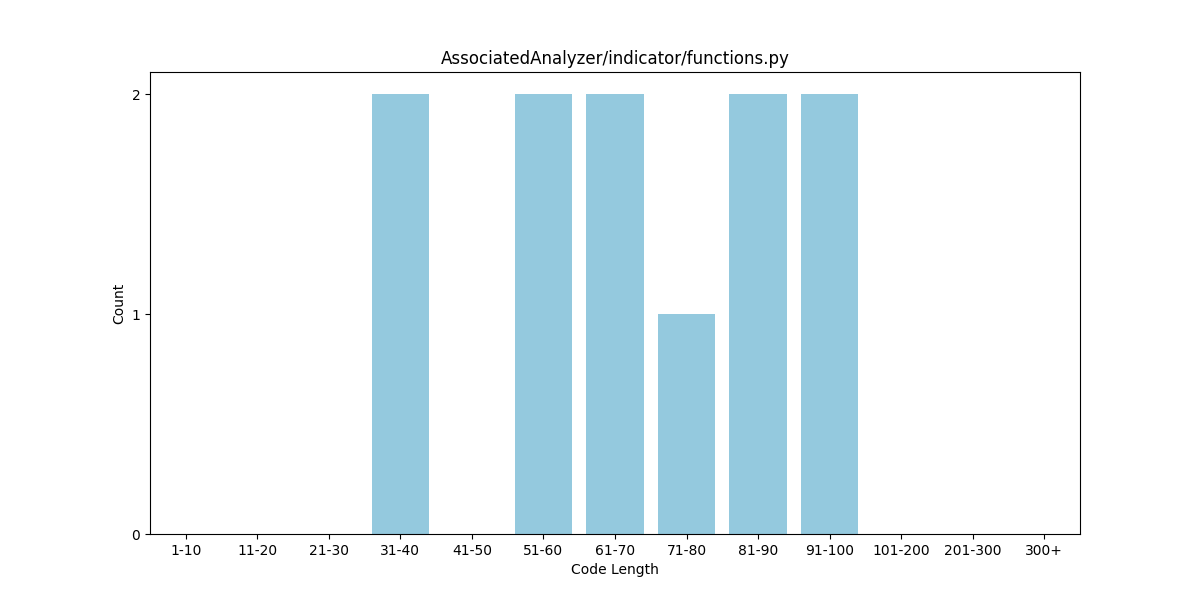 AssociatedAnalyzer/indicator/functions.py
2
1
0
Count
1-10 11-20 21-30 31-40 41-50 51-60 61-70 71-80 81-90 91-100 101-200 201-300 300+
Code Length